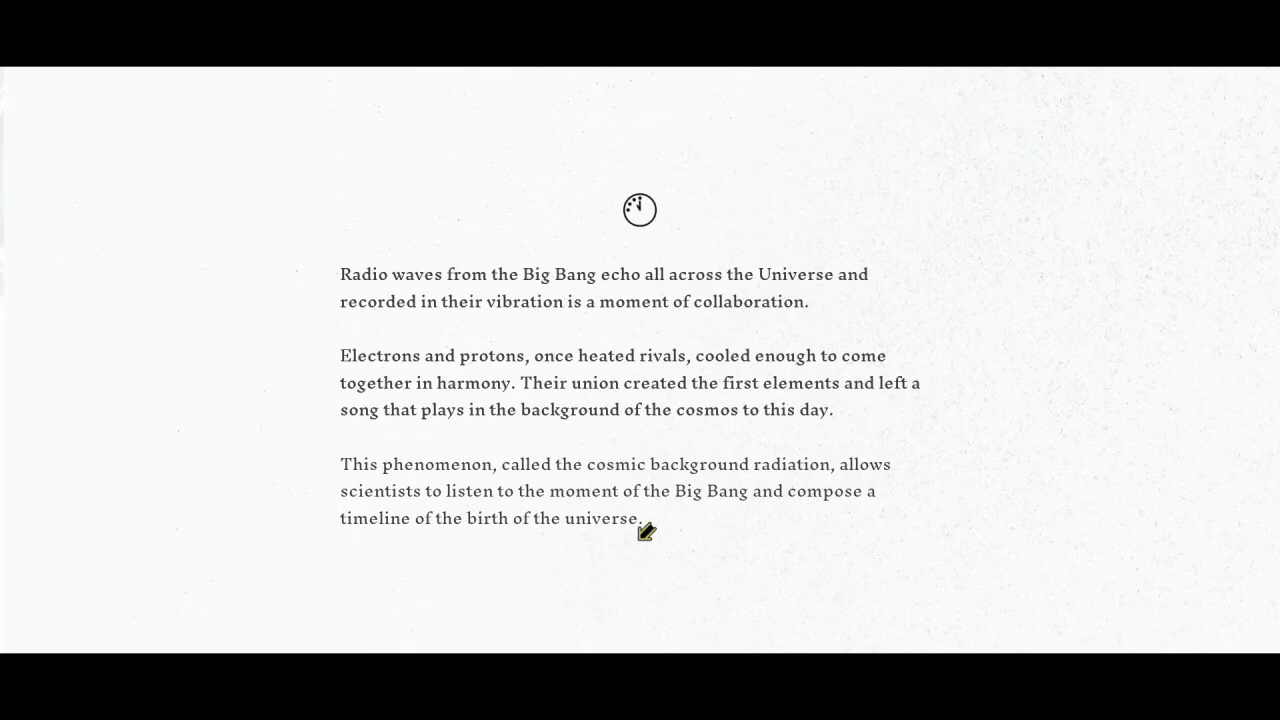 Radio waves from the Big Bang echo all across the Universe and
recorded in their vibration is a moment of collaboration.
Electrons and protons, once heated rivals, cooled enough to come
together in harmony. Their union created the first elements and left a
song that plays in the background of the cosmos to this day.
This phenomenon, called the cosmic background radiation, allows
scientists to listen to the moment of the Big Bang and compose a
timeline of the birth of the universe.